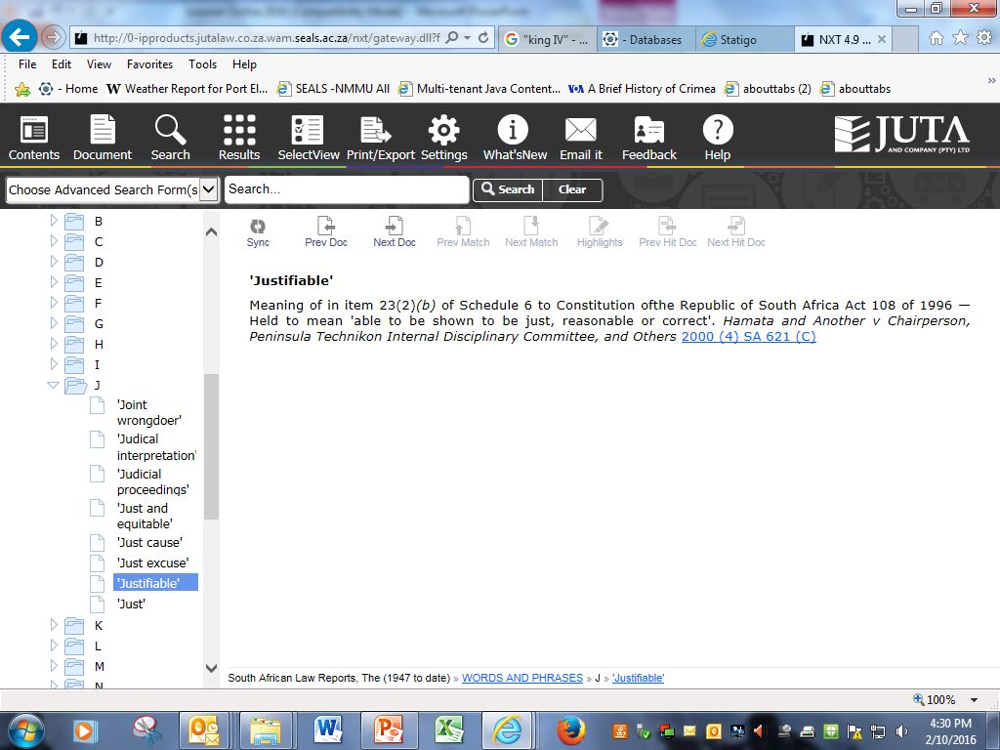 http://0-ipproducts.jutalaw.co.za.wam.seals.ac.za/nxt/gateway.dll?f
"king IV" - ...
- Databases
Statigo
NXT 4.9 ...
File Edit View Favorites Tools Help
- Home
Weather Report for Port El...
SEALS -NMMU All
Multi-tenant Java Content...
VOA A Brief History of Crimea
abouttabs (2)
abouttabs
Contents Document Search Results SelectView Print/Export Settings What'sNew Email it Feedback Help
JUTA
AND COMPANY (PTY) LTD
Choose Advanced Search Form(s
Search...
Search
Clear
B
C
D
E
F
G
H
I
J
'Joint
wrongdoer'
'Judical
interpretation'
'Judicial
proceedings'
'Just and
equitable'
'Just cause'
'Just excuse'
'Justifiable'
'Just'
K
L
M
N
Sync Prev Doc Next Doc Prev Match Next Match Highlights Prev Hit Doc Next Hit Doc
'Justifiable'
Meaning of in item 23(2)(b) of Schedule 6 to Constitution ofthe Republic of South Africa Act 108 of 1996 —
Held to mean 'able to be shown to be just, reasonable or correct'. Hamata and Another v Chairperson,
Peninsula Technikon Internal Disciplinary Committee, and Others 2000 (4) SA 621 (C)
South African Law Reports, The (1947 to date) » WORDS AND PHRASES » J » 'Justifiable'
100%
4:30 PM
2/10/2016